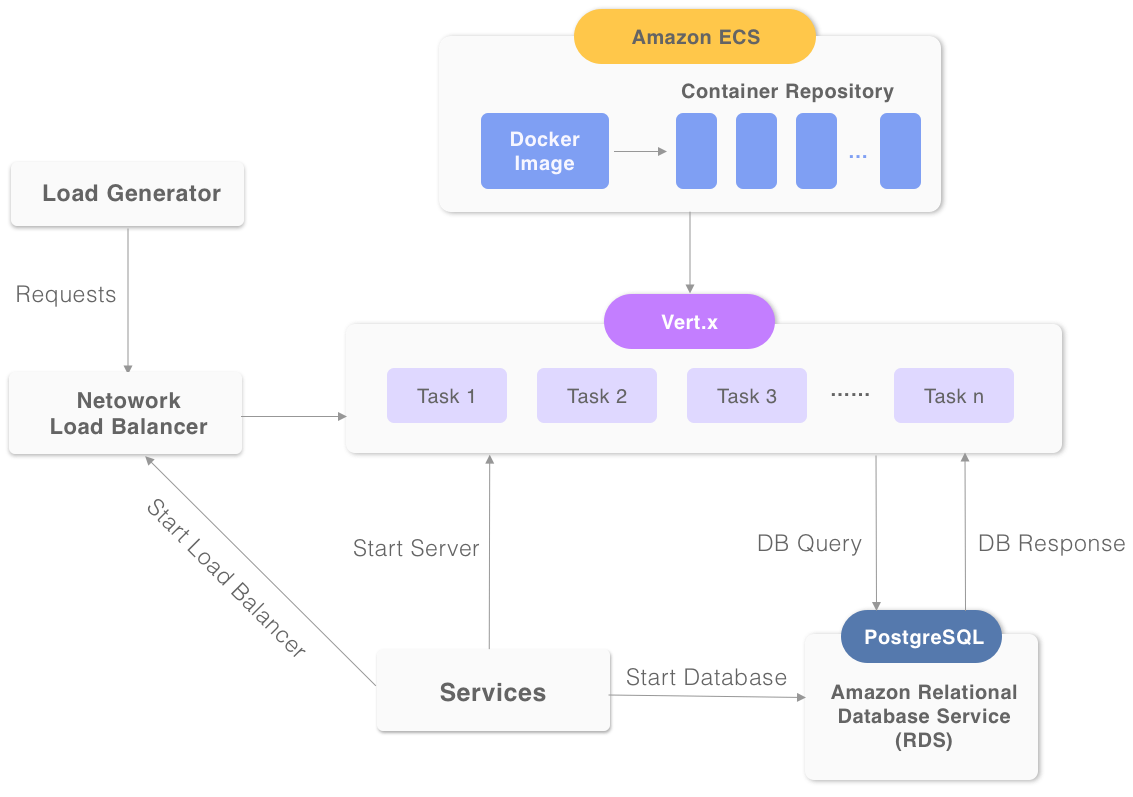 Amazon ECS
Container Repository
Docker
Image
...
Load Generator
Requests
Vert.x
Netowork
Load Balancer
Task 1
Task 2
Task 3
......
Task n
Start Load Balancer
Start Server
DB Query
DB Response
PostgreSQL
Services
Start Database
Amazon Relational
Database Service
(RDS)